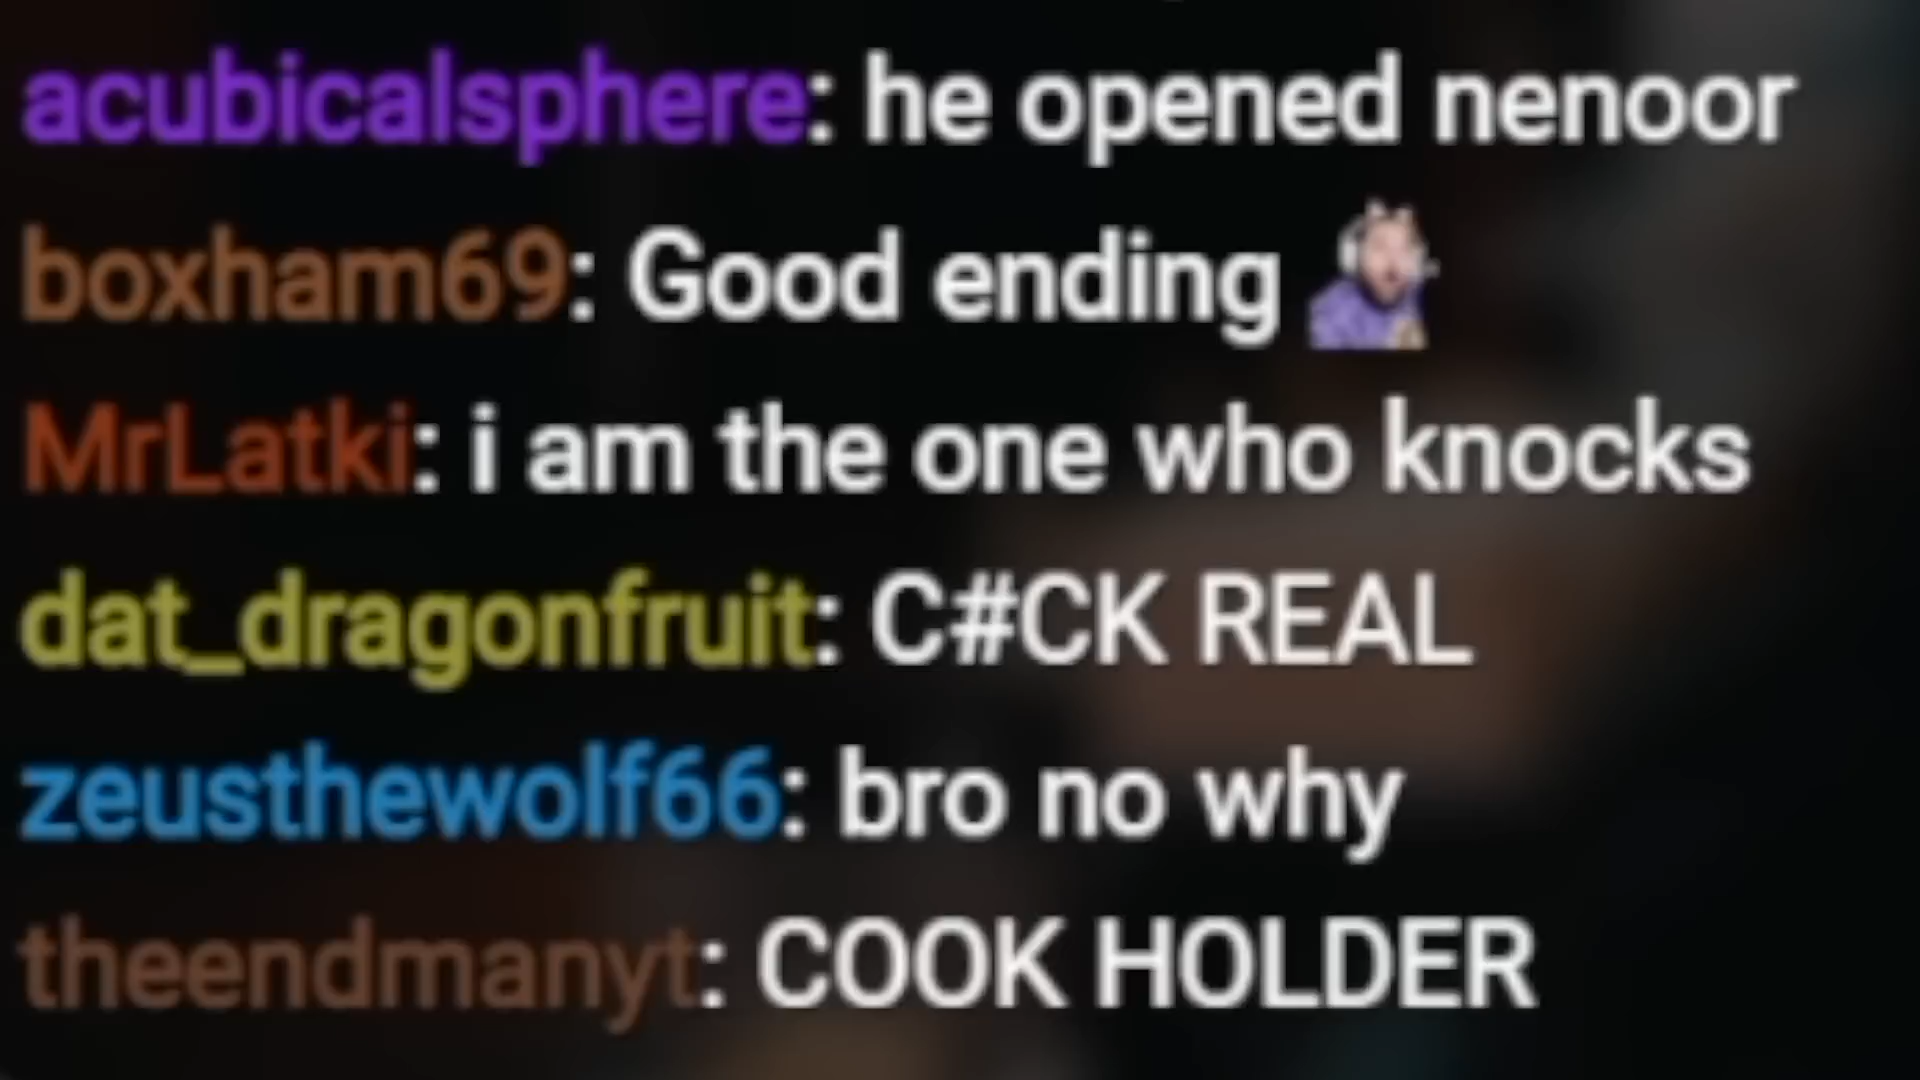 acubicalsphere: he opened nenoor
boxham69: Good ending
MrLatki: i am the one who knocks
dat_dragonfruit: C#CK REAL
zeusthewolf66: bro no why
theendmanyt: COOK HOLDER